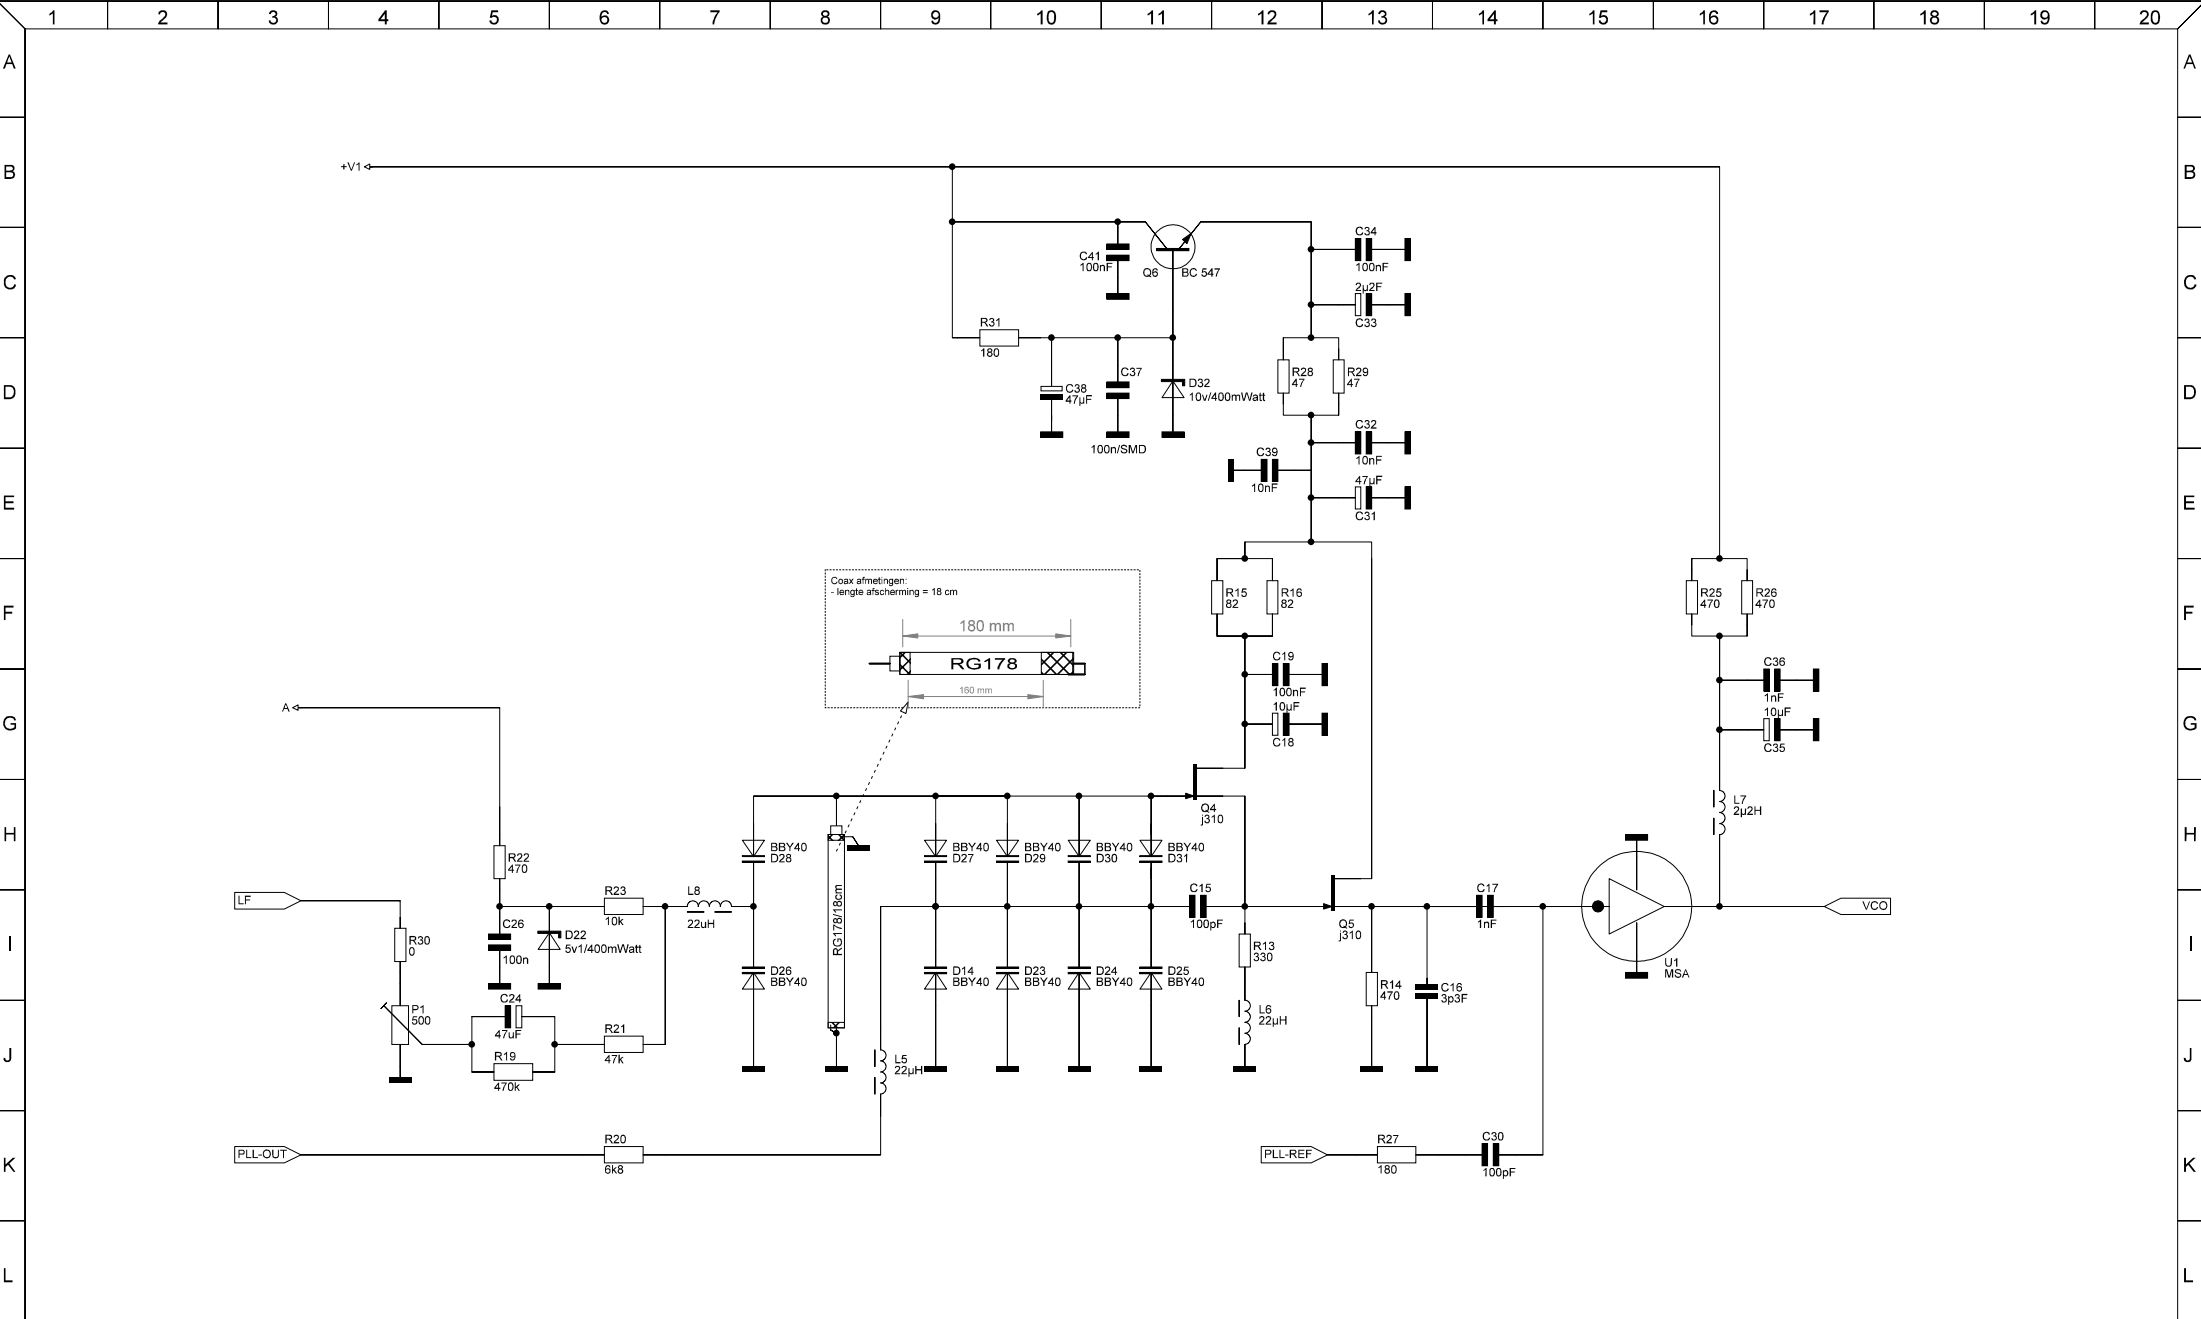 1 2 3 4 5 6 7 8 9 10 11 12 13 14 15 16 17 18 19 20
A A
B B
C C
D D
E E
F F
G G
H H
I I
J J
K K
L L
+V1
C41
100nF
Q6 BC 547
C34
100nF
2µ2F
C33
R31
180
C38
47µF
C37
100n/SMD
D32
10v/400mWatt
R28
47
R29
47
C32
10nF
C39
10nF
47µF
C31
Coax afmetingen:
- lengte afscherming = 18 cm
180 mm
RG178
160 mm
R15
82
R16
82
R25
470
R26
470
C19
100nF
10µF
C18
C36
1nF
10µF
C35
A
L7
2µ2H
Q4
j310
R22
470
BBY40
D28
RG178/18cm
BBY40
D27
BBY40
D29
BBY40
D30
BBY40
D31
LF
R23
10k
L8
22uH
C15
100pF
Q5
j310
C17
1nF
VCO
R30
0
C26
100n
D22
5v1/400mWatt
D26
BBY40
D14
BBY40
D23
BBY40
D24
BBY40
D25
BBY40
R13
330
U1
MSA
R14
470
C16
3p3F
P1
500
C24
47uF
R19
470k
R21
47k
L5
22µH
L6
22µH
PLL-OUT
R20
6k8
PLL-REF
R27
180
C30
100pF